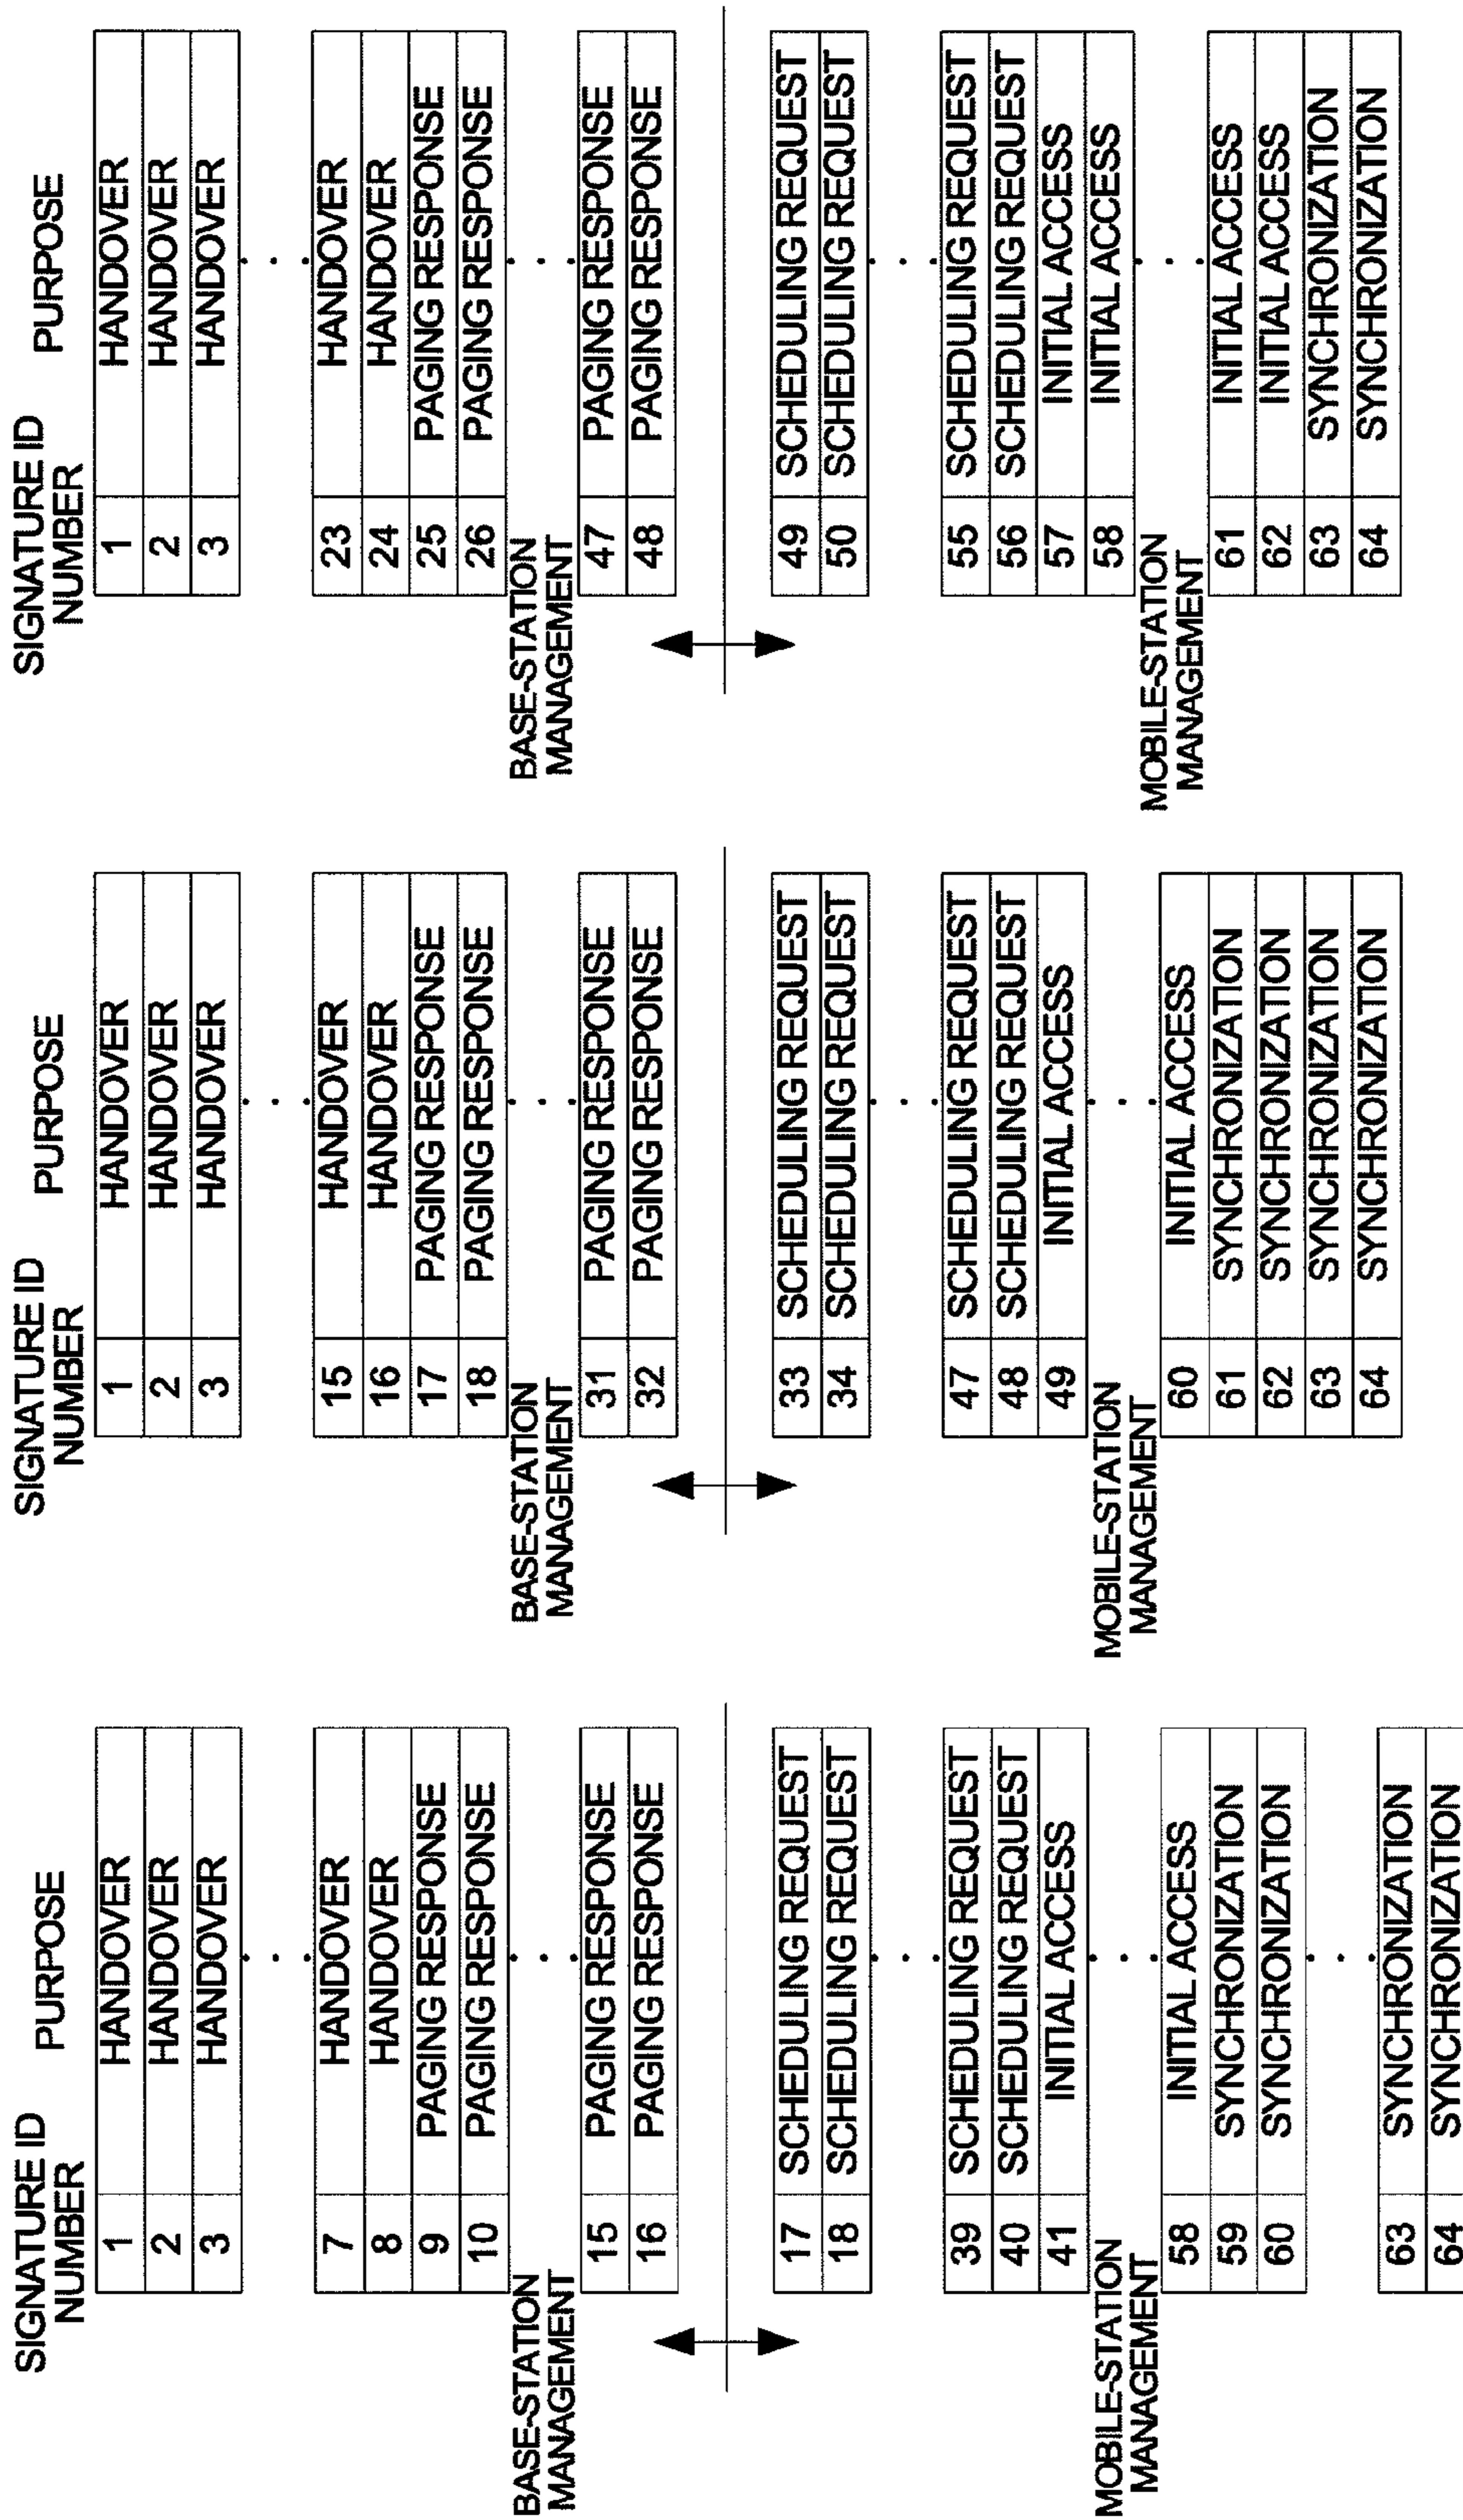 SIGNATURE ID
NUMBER
PURPOSE
1 HANDOVER
2 HANDOVER
3 HANDOVER
7 HANDOVER
8 HANDOVER
9 PAGING RESPONSE
10 PAGING RESPONSE
BASE-STATION
MANAGEMENT
15 PAGING RESPONSE
16 PAGING RESPONSE
17 SCHEDULING REQUEST
18 SCHEDULING REQUEST
39 SCHEDULING REQUEST
40 SCHEDULING REQUEST
41 INITIAL ACCESS
MOBILE-STATION
MANAGEMENT
58 INITIAL ACCESS
59 SYNCHRONIZATION
60 SYNCHRONIZATION
63 SYNCHRONIZATION
64 SYNCHRONIZATION
SIGNATURE ID
NUMBER
PURPOSE
1 HANDOVER
2 HANDOVER
3 HANDOVER
15 HANDOVER
16 HANDOVER
17 PAGING RESPONSE
18 PAGING RESPONSE
BASE-STATION
MANAGEMENT
31 PAGING RESPONSE
32 PAGING RESPONSE
33 SCHEDULING REQUEST
34 SCHEDULING REQUEST
47 SCHEDULING REQUEST
48 SCHEDULING REQUEST
49 INITIAL ACCESS
MOBILE-STATION
MANAGEMENT
60 INITIAL ACCESS
61 SYNCHRONIZATION
62 SYNCHRONIZATION
63 SYNCHRONIZATION
64 SYNCHRONIZATION
SIGNATURE ID
NUMBER
PURPOSE
1 HANDOVER
2 HANDOVER
3 HANDOVER
23 HANDOVER
24 HANDOVER
25 PAGING RESPONSE
26 PAGING RESPONSE
BASE-STATION
MANAGEMENT
47 PAGING RESPONSE
48 PAGING RESPONSE
49 SCHEDULING REQUEST
50 SCHEDULING REQUEST
55 SCHEDULING REQUEST
56 SCHEDULING REQUEST
57 INITIAL ACCESS
58 INITIAL ACCESS
MOBILE-STATION
MANAGEMENT
61 INITIAL ACCESS
62 INITIAL ACCESS
63 SYNCHRONIZATION
64 SYNCHRONIZATION